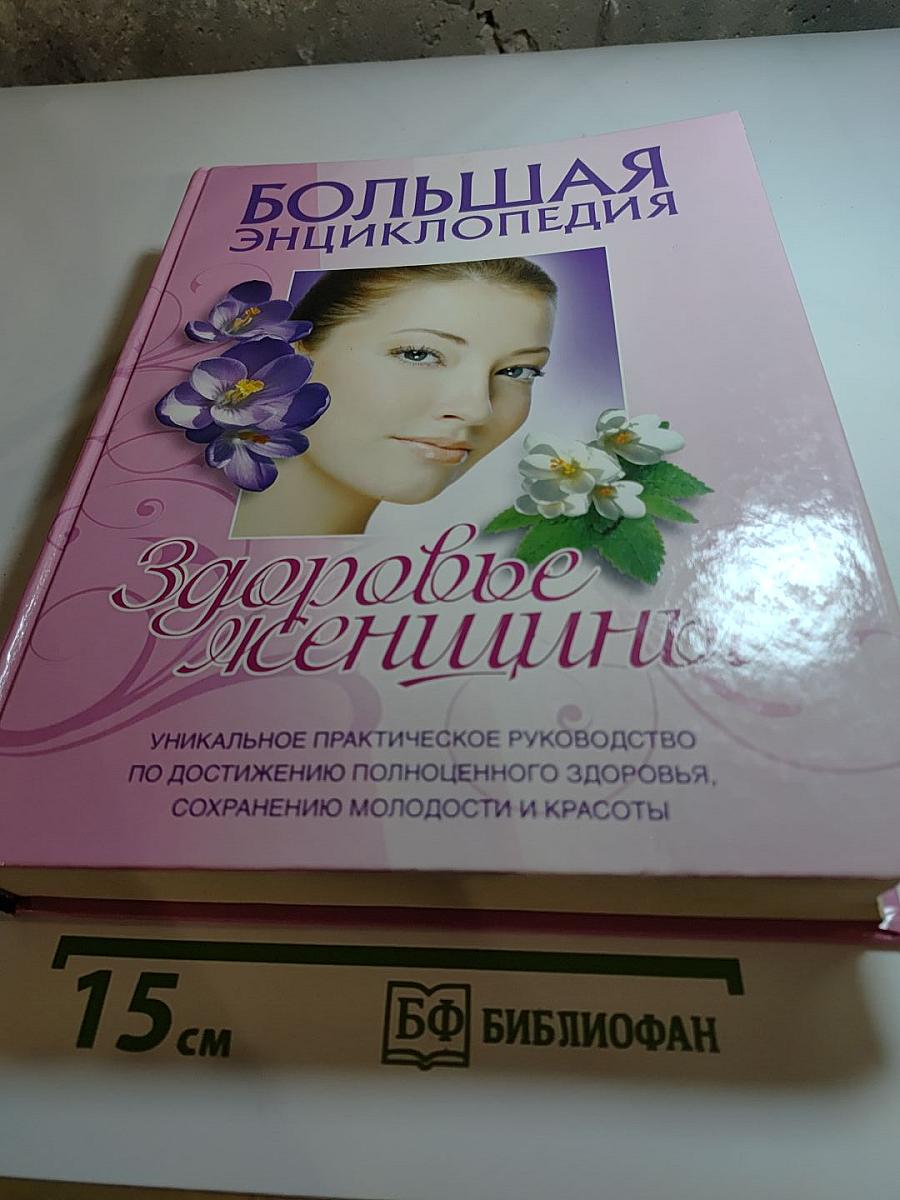 БОЛЬШАЯ
ЭНЦИКЛОПЕДИЯ
Здоровье
женщины
УНИКАЛЬНОЕ ПРАКТИЧЕСКОЕ РУКОВОДСТВО
ПО ДОСТИЖЕНИЮ ПОЛНОЦЕННОГО ЗДОРОВЬЯ,
СОХРАНЕНИЮ МОЛОДОСТИ И КРАСОТЫ
15 см
БФ БИБЛИОФАН